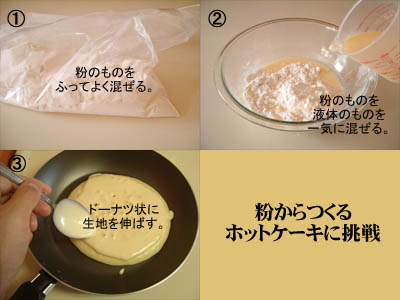 ①
粉のものを
ふってよく混ぜる。
②
粉のものを
液体のものを
一気に混ぜる。
③
ドーナツ状に
生地を伸ばす。
粉からつくる
ホットケーキに挑戦